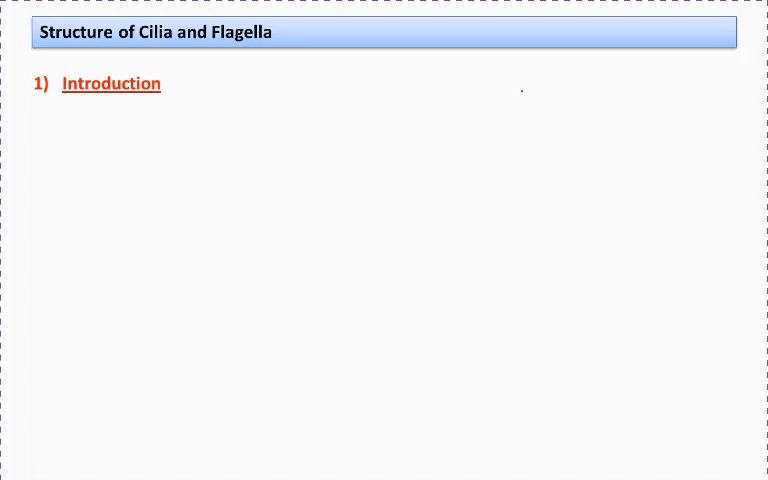 Structure of Cilia and Flagella
1) Introduction